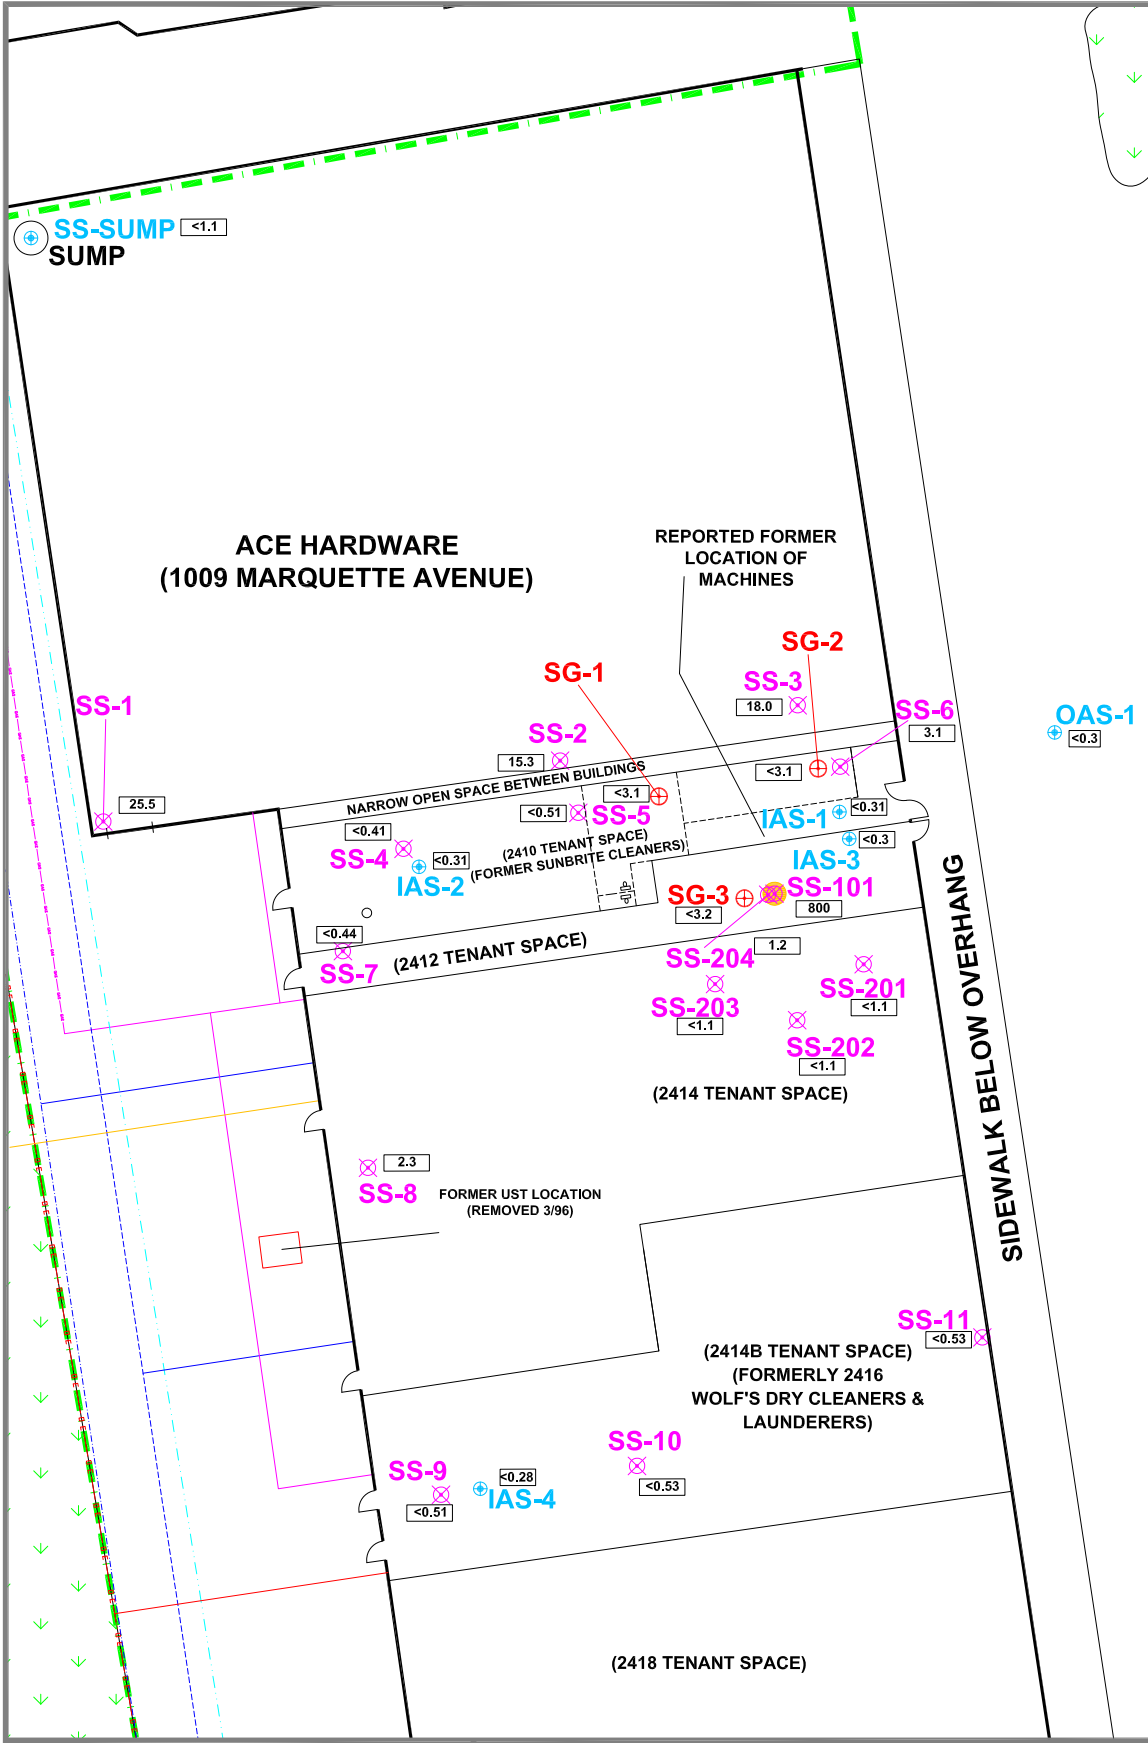 SS-SUMP
<1.1
SUMP
ACE HARDWARE
(1009 MARQUETTE AVENUE)
REPORTED FORMER
LOCATION OF
MACHINES
SG-2
SG-1
SS-3
18.0
SS-1
SS-6
3.1
OAS-1
<0.3
SS-2
15.3
NARROW OPEN SPACE BETWEEN BUILDINGS
<3.1
<3.1
25.5
<0.51
SS-5
<0.31
IAS-1
<0.41
SS-4
<0.31
IAS-2
(2410 TENANT SPACE)
(FORMER SUNBRITE CLEANERS)
<0.3
IAS-3
SG-3
<3.2
SS-101
800
<0.44
SS-7
(2412 TENANT SPACE)
SS-204
1.2
SS-201
<1.1
SS-203
<1.1
SS-202
<1.1
(2414 TENANT SPACE)
SIDEWALK BELOW OVERHANG
2.3
SS-8
FORMER UST LOCATION
(REMOVED 3/96)
SS-11
<0.53
(2414B TENANT SPACE)
(FORMERLY 2416
WOLF'S DRY CLEANERS &
LAUNDERERS)
SS-10
<0.53
SS-9
<0.51
<0.28
IAS-4
(2418 TENANT SPACE)